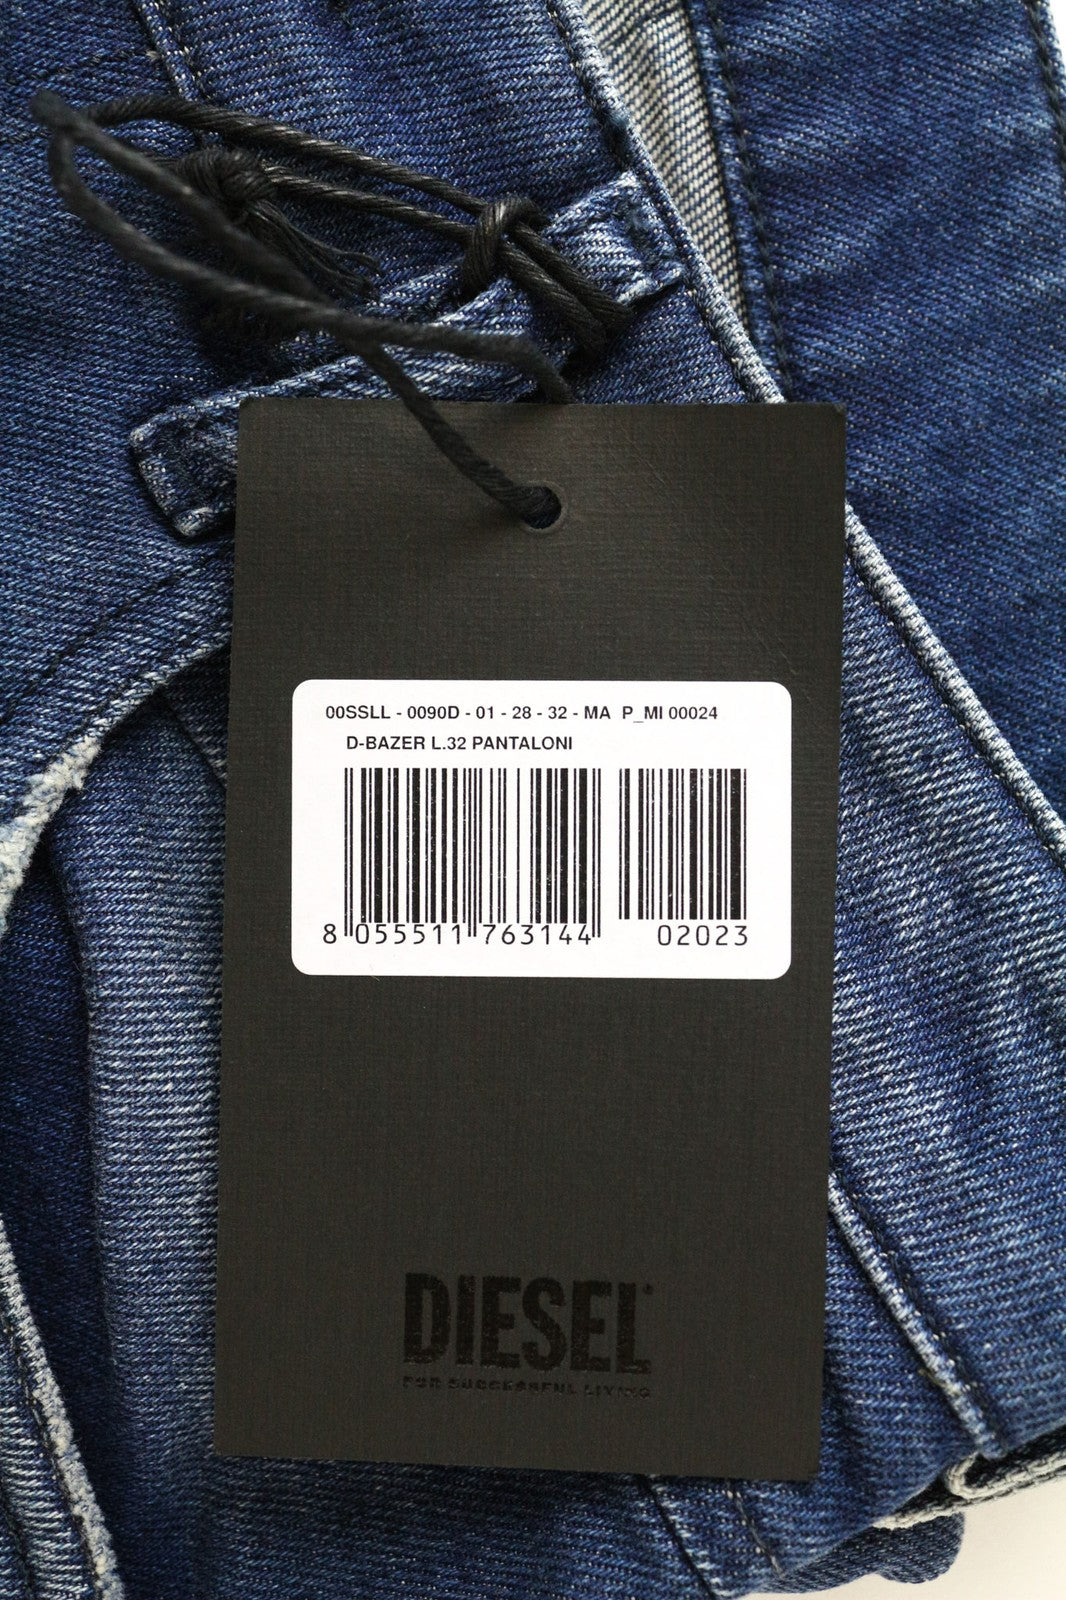 00SSLL - 0090D - 01 - 28 - 32 - MA P_MI 00024
D-BAZER L.32 PANTALONI
8 055511 763144 02023
DIESEL
FOR SUCCESSFUL LIVING